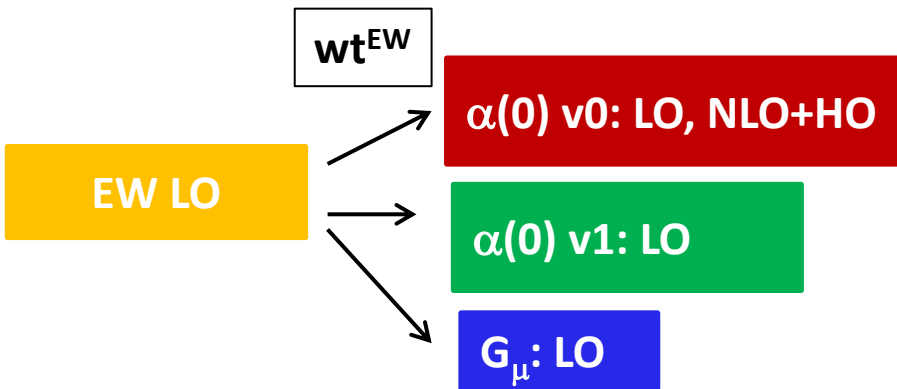 wt^EW
α(0) v0: LO, NLO+HO
EW LO
α(0) v1: LO
G_μ: LO